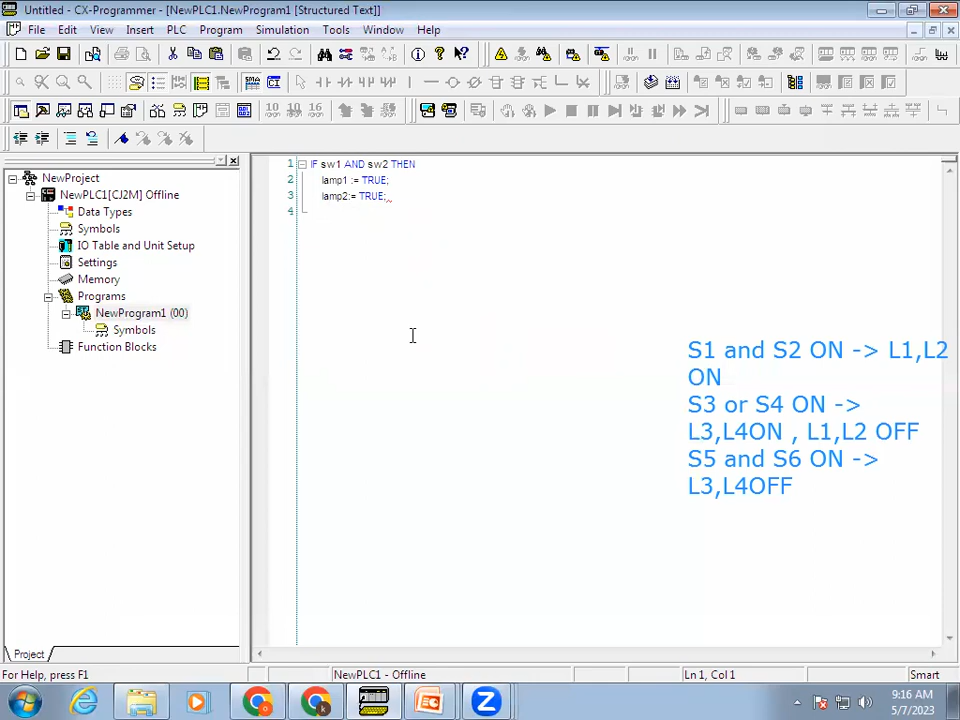 Untitled - CX-Programmer - [NewPLC1.NewProgram1 [Structured Text]]
File Edit View Insert PLC Program Simulation Tools Window Help
NewProject
NewPLC1[CJ2M] Offline
Data Types
Symbols
IO Table and Unit Setup
Settings
Memory
Programs
NewProgram1 (00)
Symbols
Function Blocks
Project
1 IF sw1 AND sw2 THEN
2 lamp1 := TRUE;
3 lamp2:= TRUE;
4
S1 and S2 ON -> L1,L2
ON
S3 or S4 ON ->
L3,L4ON , L1,L2 OFF
S5 and S6 ON ->
L3,L4OFF
For Help, press F1
NewPLC1 - Offline
Ln 1, Col 1
Smart
9:16 AM
5/7/2023